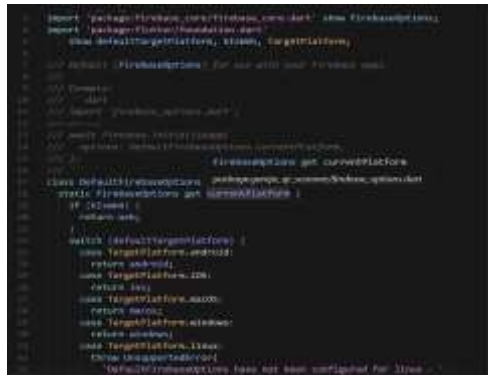 import 'package:firebase_core/firebase_core.dart' show FirebaseOptions;
import 'package:flutter/foundation.dart'
show defaultTargetPlatform, kIsWeb, TargetPlatform;
/// Default [FirebaseOptions] for use with your Firebase apps.
///
/// Example:
/// ```dart
/// import 'firebase_options.dart';
/// // ...
/// await Firebase.initializeApp(
/// options: DefaultFirebaseOptions.currentPlatform,
/// );
FirebaseOptions get currentPlatform
/// ```
class DefaultFirebaseOptions
static FirebaseOptions get currentPlatform {
if (kIsWeb) {
return web;
}
switch (defaultTargetPlatform) {
case TargetPlatform.android:
return android;
case TargetPlatform.iOS:
return ios;
case TargetPlatform.macOS:
return macos;
case TargetPlatform.windows:
return windows;
case TargetPlatform.linux:
throw UnsupportedError(
'DefaultFirebaseOptions have not been configured for linux - '